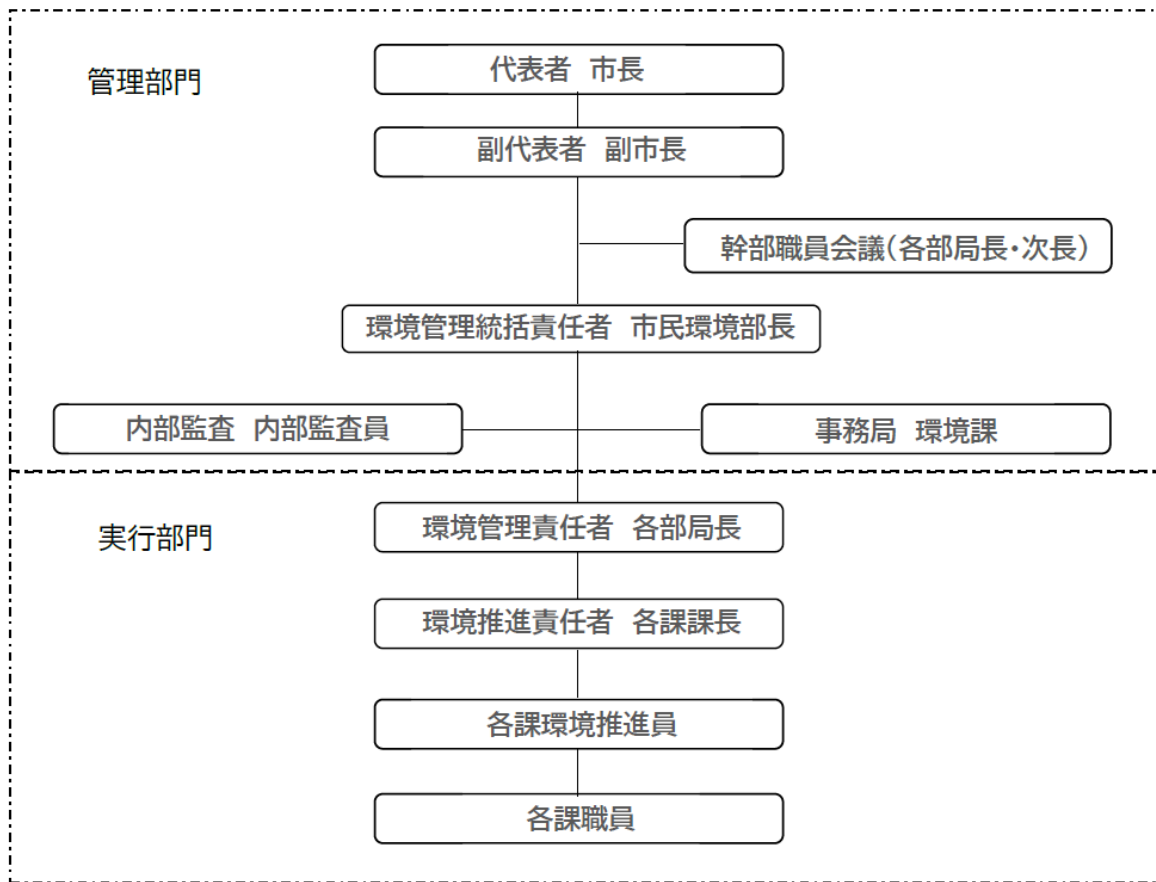 管理部門
代表者 市長
副代表者 副市長
幹部職員会議(各部局長・次長)
環境管理統括責任者 市民環境部長
内部監査 内部監査員
事務局 環境課
実行部門
環境管理責任者 各部局長
環境推進責任者 各課課長
各課環境推進員
各課職員